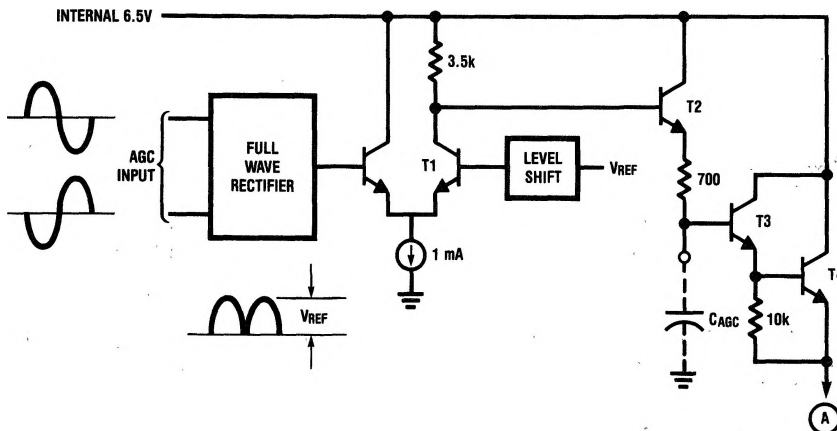 INTERNAL 6.5V
3.5k
T2
AGC
INPUT
FULL
WAVE
RECTIFIER
T1
LEVEL
SHIFT
VREF
700
T3
1 mA
VREF
CAGC
10k
A